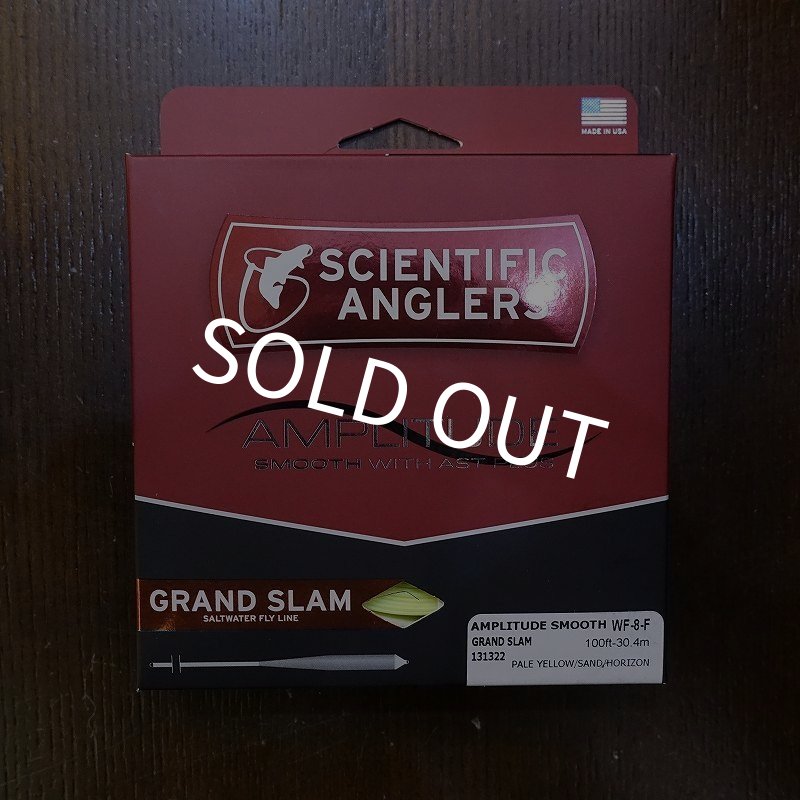 MADE IN USA
SCIENTIFIC
ANGLERS
SOLD OUT
AMPLITUDE
SMOOTH WITH AST PLUS
GRAND SLAM
SALTWATER FLY LINE
AMPLITUDE SMOOTH WF-8-F
GRAND SLAM 100ft-30.4m
131322
PALE YELLOW/SAND/HORIZON